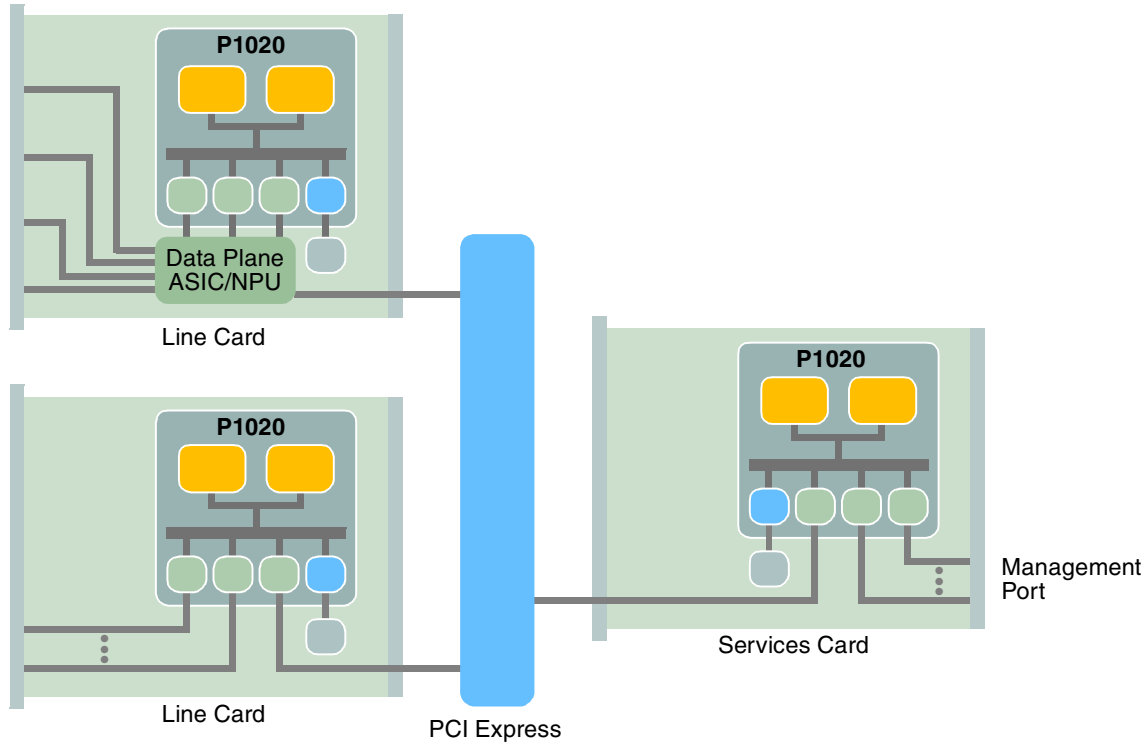 P1020
Data Plane
ASIC/NPU
Line Card
P1020
Line Card
PCI Express
P1020
Management
Port
Services Card